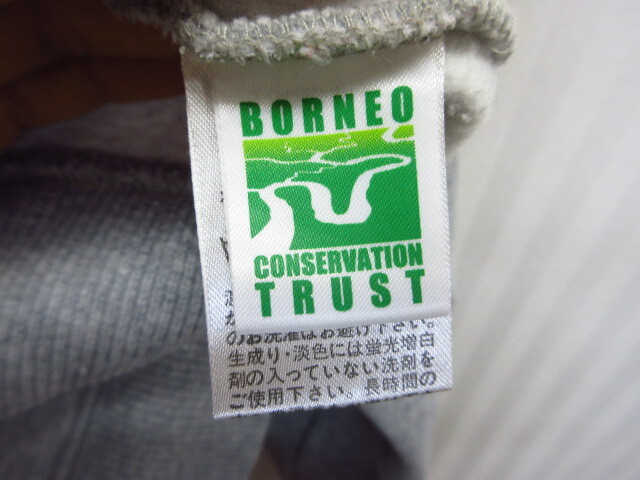 BORNEO
CONSERVATION
TRUST
のお洗濯はお避け下さい。
生成り・淡色には蛍光増白
剤の入っていない洗剤を
ご使用下さい。長時間の